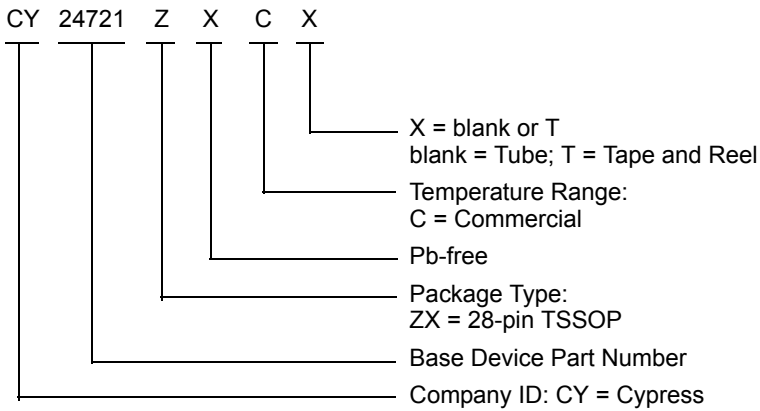 CY 24721 Z X C X
X = blank or T
blank = Tube; T = Tape and Reel
Temperature Range:
C = Commercial
Pb-free
Package Type:
ZX = 28-pin TSSOP
Base Device Part Number
Company ID: CY = Cypress